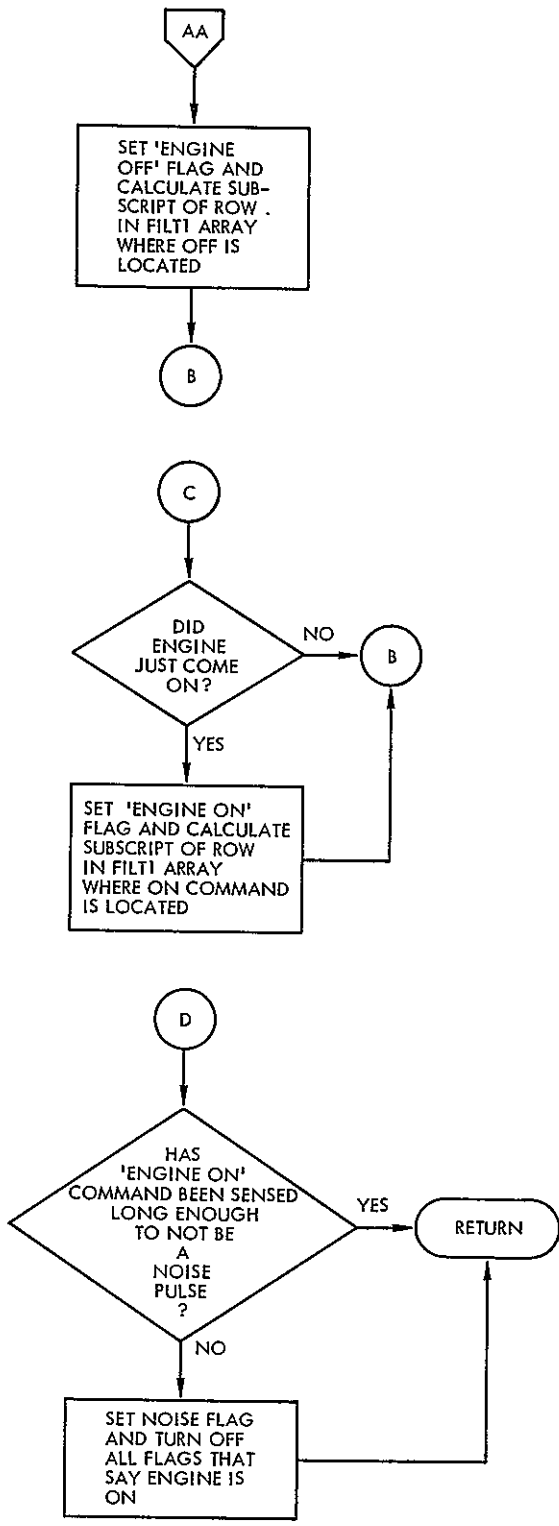 AA
SET 'ENGINE
OFF' FLAG AND
CALCULATE SUB-
SCRIPT OF ROW .
IN FILT1 ARRAY
WHERE OFF IS
LOCATED
B
C
DID
ENGINE
JUST COME
ON?
NO
B
YES
SET 'ENGINE ON'
FLAG AND CALCULATE
SUBSCRIPT OF ROW
IN FILT1 ARRAY
WHERE ON COMMAND
IS LOCATED
D
HAS
'ENGINE ON'
COMMAND BEEN SENSED
LONG ENOUGH
TO NOT BE
A
NOISE
PULSE
?
YES
RETURN
NO
SET NOISE FLAG
AND TURN OFF
ALL FLAGS THAT
SAY ENGINE IS
ON